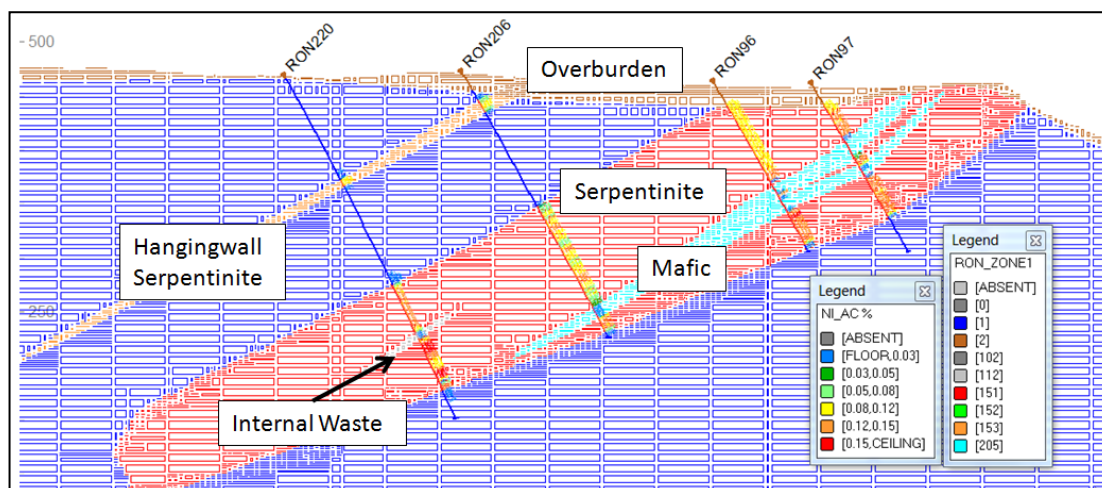 - 500
RON220
RON206
Overburden
RON96
RON97
Serpentinite
Hangingwall
Serpentinite
Mafic
- 250
Internal Waste
Legend
NI_AC %
[ABSENT]
[FLOOR,0.03]
[0.03,0.05]
[0.05,0.08]
[0.08,0.12]
[0.12,0.15]
[0.15,CEILING]
Legend
RON_ZONE1
[ABSENT]
[0]
[1]
[2]
[102]
[112]
[151]
[152]
[153]
[205]